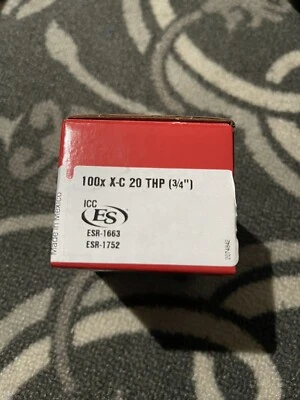 100x X-C 20 THP (3/4")
ICC
ES
ESR-1663
ESR-1752
Made in Mexico